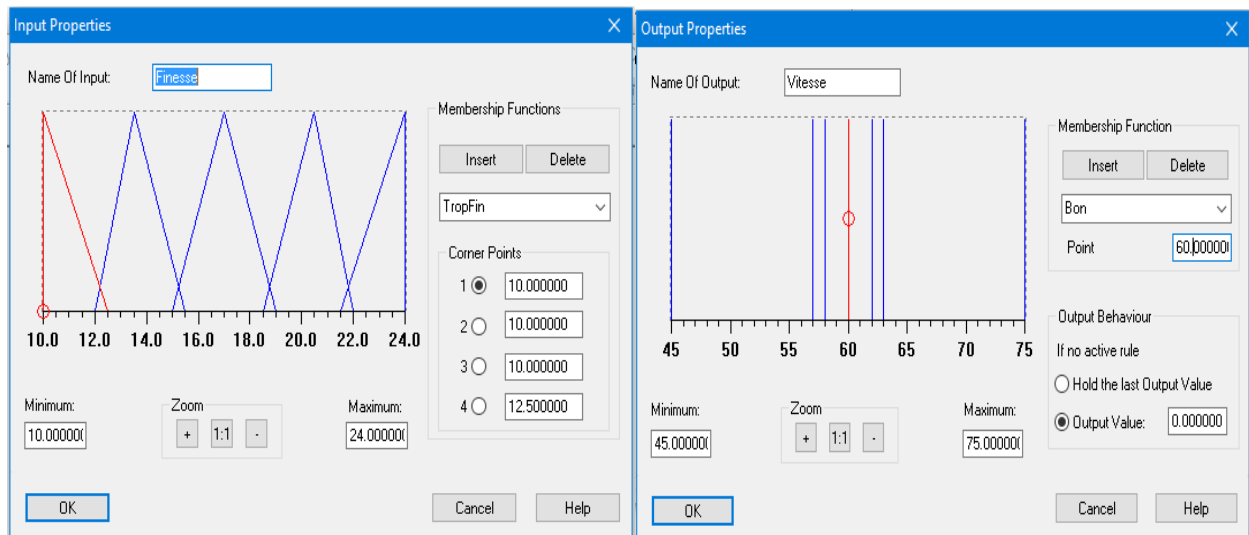 Input Properties
Name Of Input: Finesse
10.0 12.0 14.0 16.0 18.0 20.0 22.0 24.0
Minimum:
10.000000
Zoom
+ 1:1 -
Maximum:
24.000000
Membership Functions
Insert Delete
TropFin
Corner Points
1 10.000000
2 10.000000
3 10.000000
4 12.500000
OK Cancel Help
Output Properties
Name Of Output: Vitesse
45 50 55 60 65 70 75
Minimum:
45.00000
Zoom
+ 1:1 -
Maximum:
75.00000
Membership Function
Insert Delete
Bon
Point 60.00000
Output Behaviour
If no active rule
Hold the last Output Value
Output Value: 0.000000
OK Cancel Help